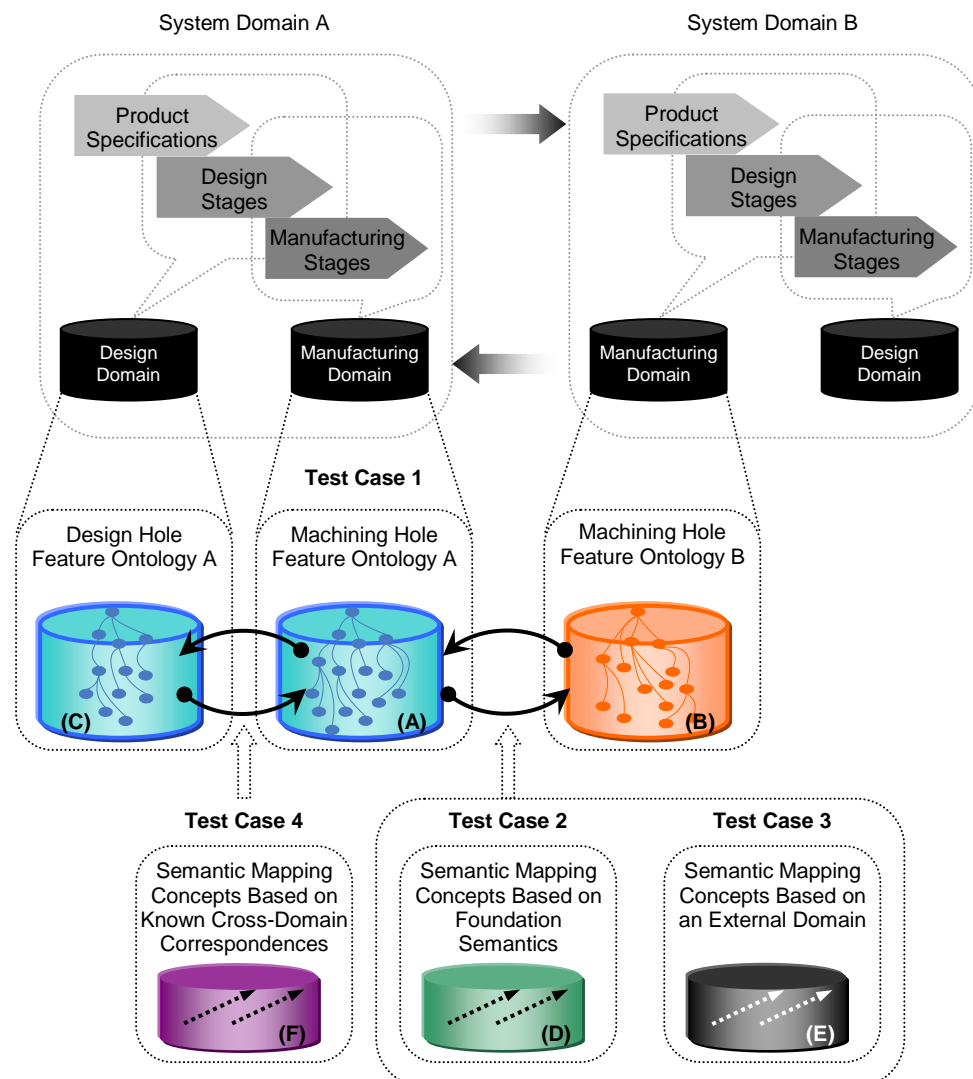 System Domain A
System Domain B
Product
Specifications
Design
Stages
Manufacturing
Stages
Product
Specifications
Design
Stages
Manufacturing
Stages
Design
Domain
Manufacturing
Domain
Manufacturing
Domain
Design
Domain
Test Case 1
Design Hole
Feature Ontology A
Machining Hole
Feature Ontology A
Machining Hole
Feature Ontology B
(C)
(A)
(B)
Test Case 4
Test Case 2
Test Case 3
Semantic Mapping
Concepts Based on
Known Cross-Domain
Correspondences
Semantic Mapping
Concepts Based on
Foundation
Semantics
Semantic Mapping
Concepts Based on
an External Domain
(F)
(D)
(E)